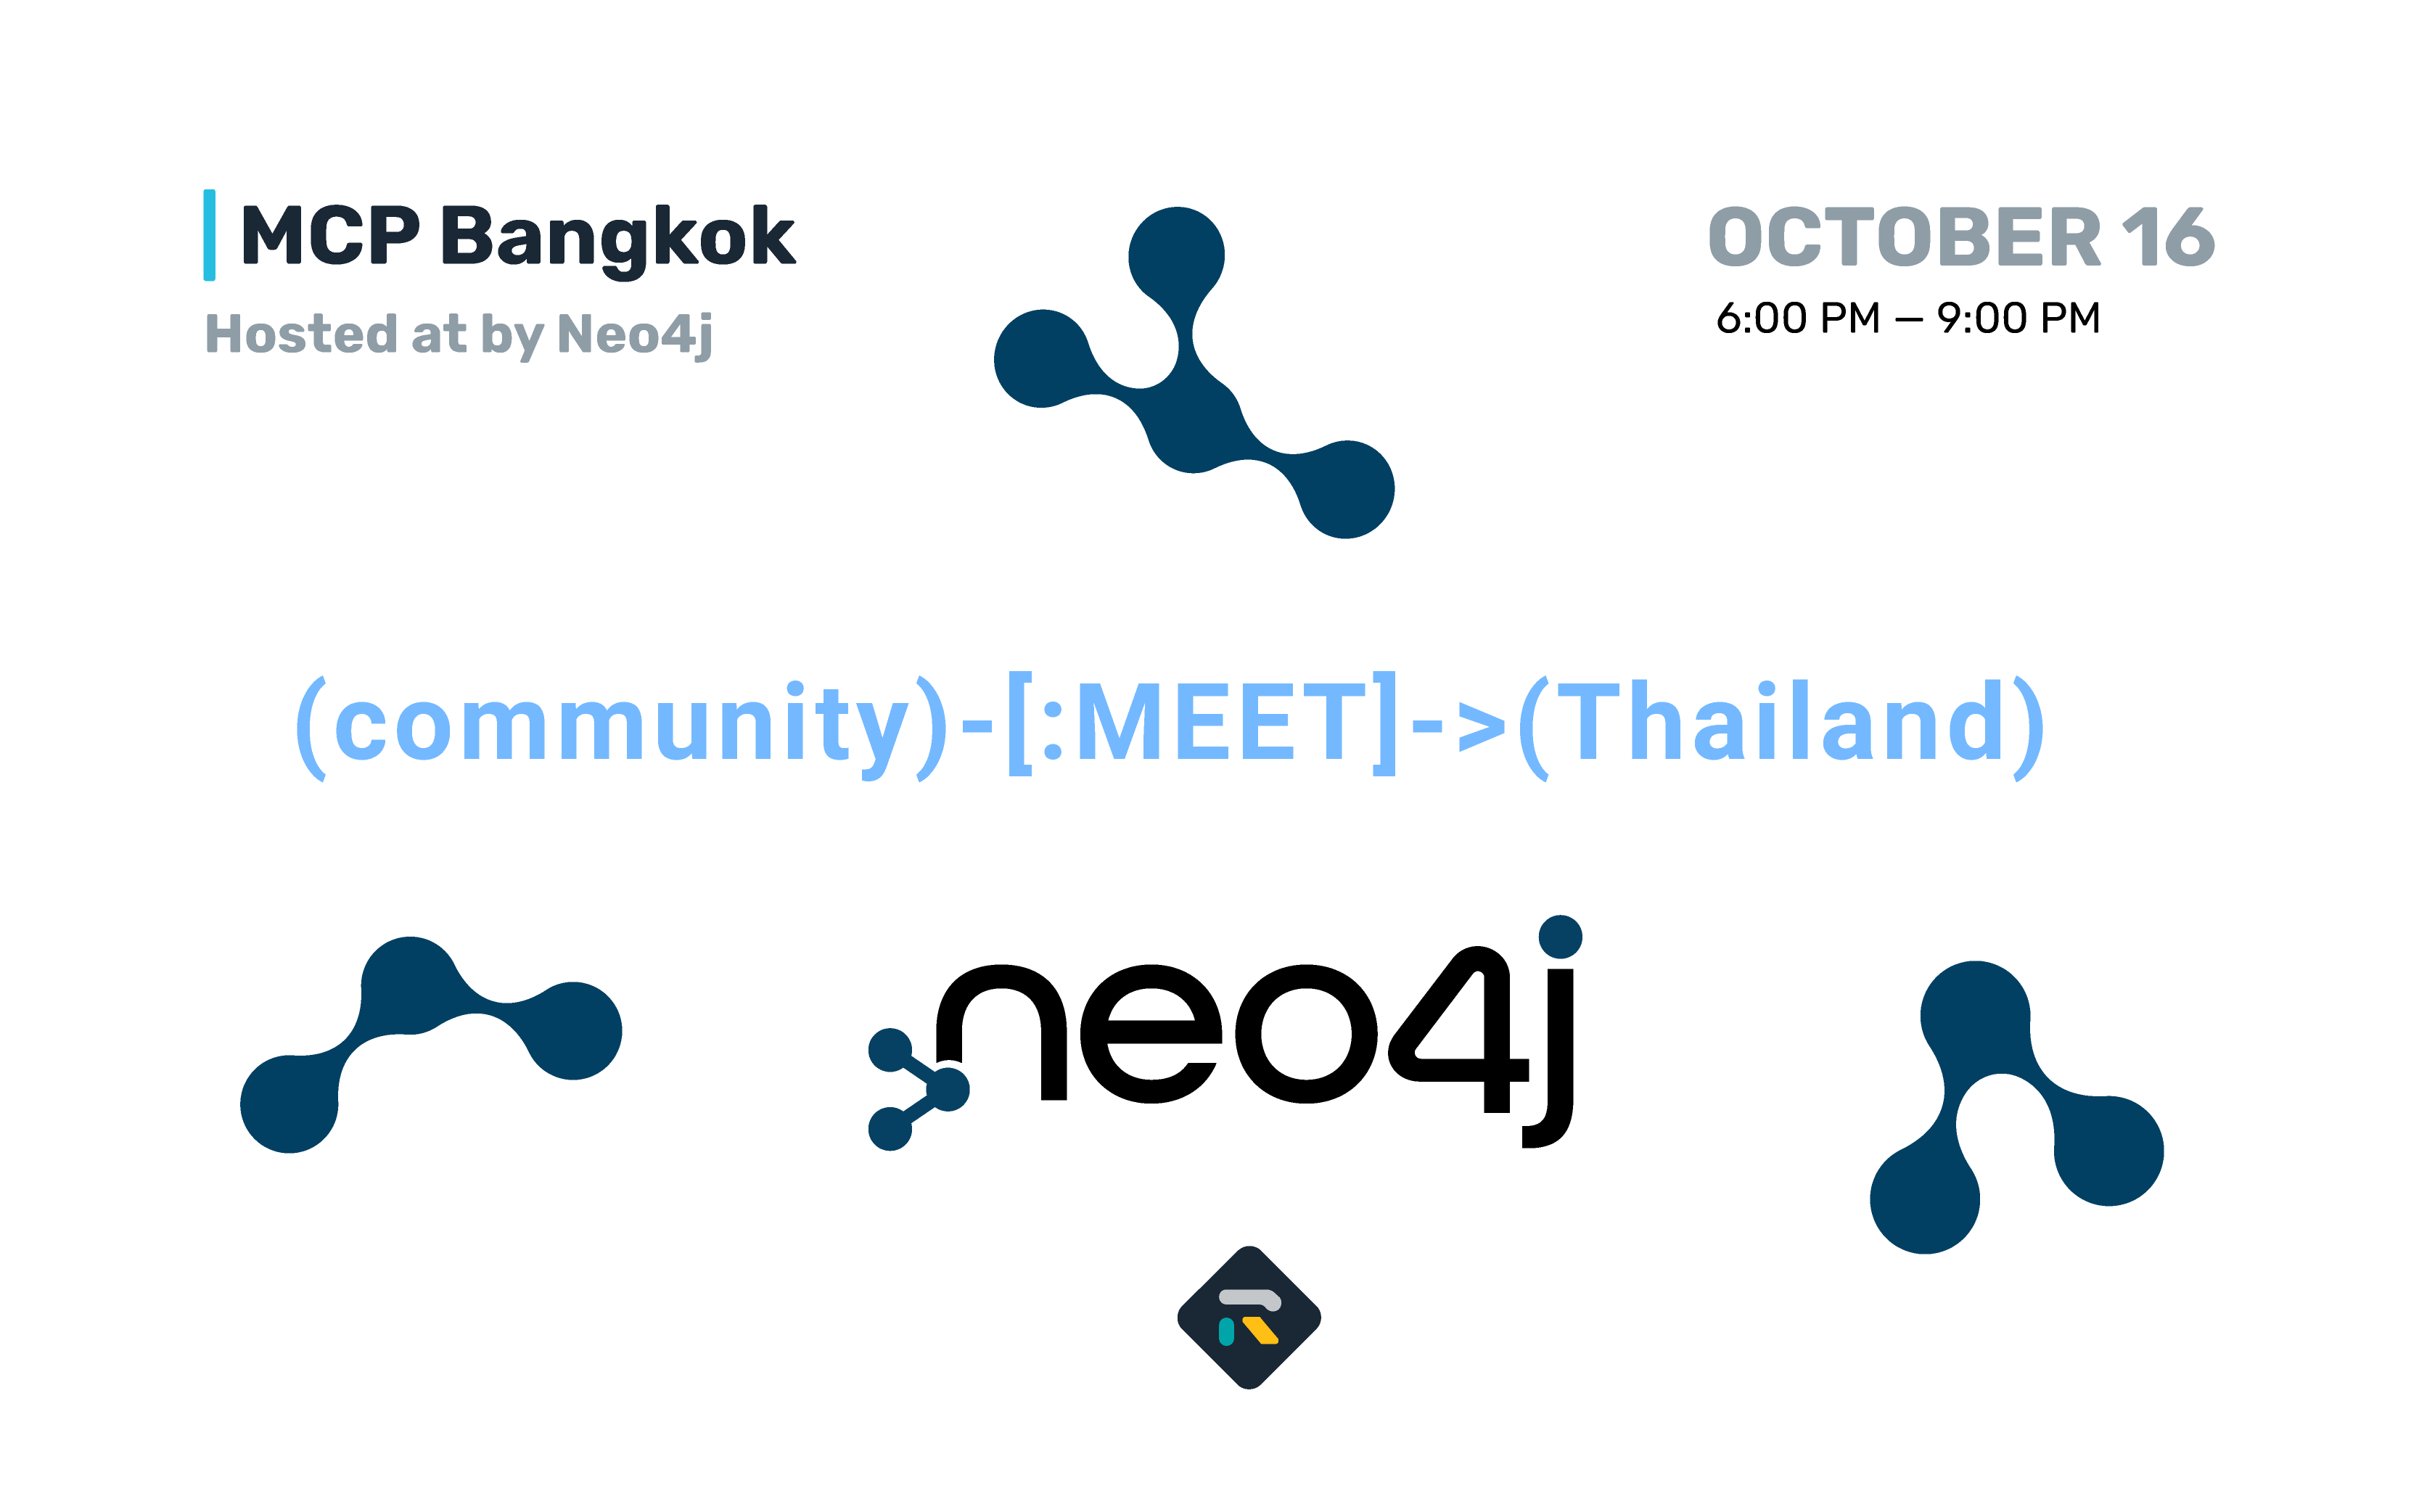 MCP Bangkok
Hosted at by Neo4j
OCTOBER 16
6:00 PM — 9:00 PM
(community)-[:MEET]->(Thailand)
neo4j